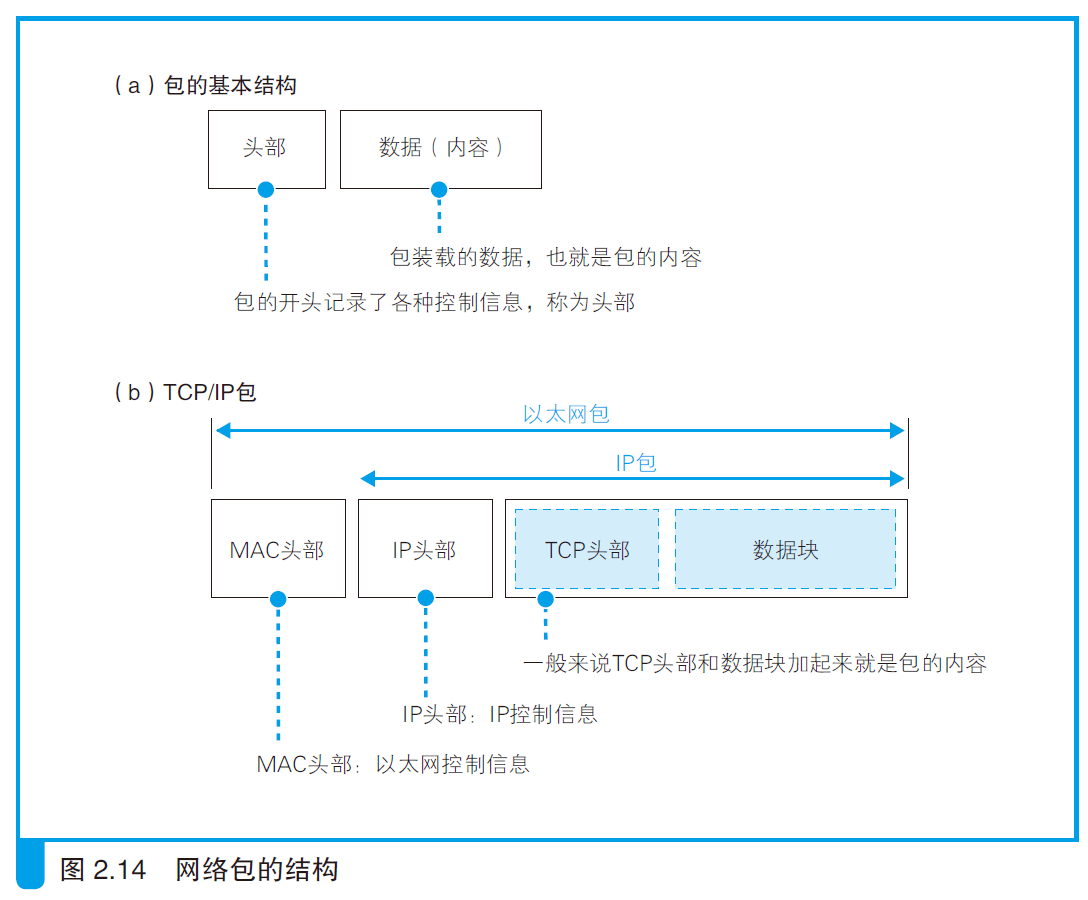 （a）包的基本结构
头部
数据（内容）
包装载的数据，也就是包的内容
包的开头记录了各种控制信息，称为头部
（b）TCP/IP包
以太网包
IP包
MAC头部
IP头部
TCP头部
数据块
一般来说TCP头部和数据块加起来就是包的内容
IP头部：IP控制信息
MAC头部：以太网控制信息
图 2.14 网络包的结构